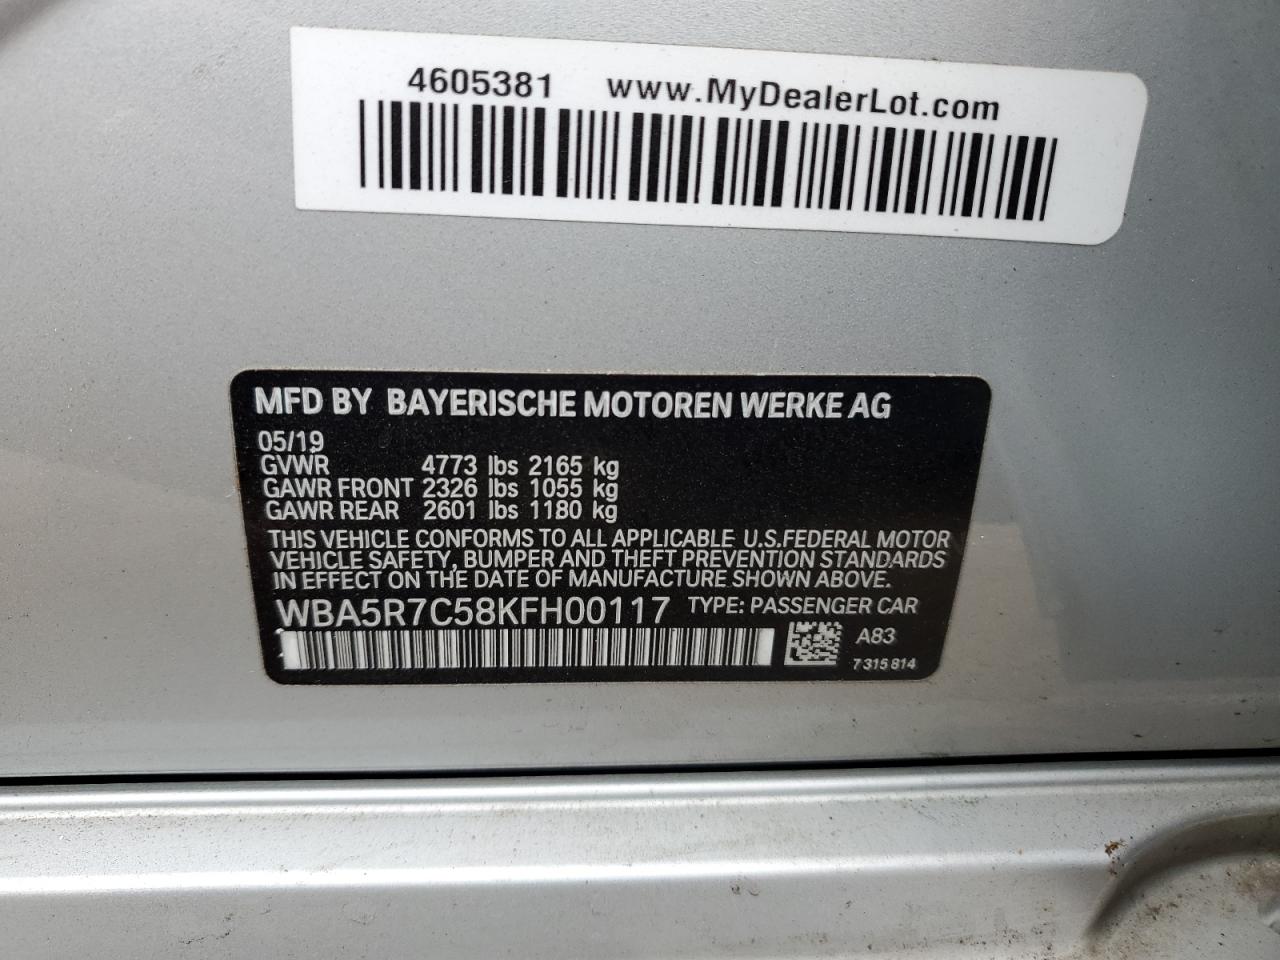 4605381 www.MyDealerLot.com
MFD BY BAYERISCHE MOTOREN WERKE AG
05/19
GVWR 4773 lbs 2165 kg
GAWR FRONT 2326 lbs 1055 kg
GAWR REAR 2601 lbs 1180 kg
THIS VEHICLE CONFORMS TO ALL APPLICABLE U.S.FEDERAL MOTOR
VEHICLE SAFETY, BUMPER AND THEFT PREVENTION STANDARDS
IN EFFECT ON THE DATE OF MANUFACTURE SHOWN ABOVE.
WBA5R7C58KFH00117 TYPE: PASSENGER CAR
A83
7 315 814